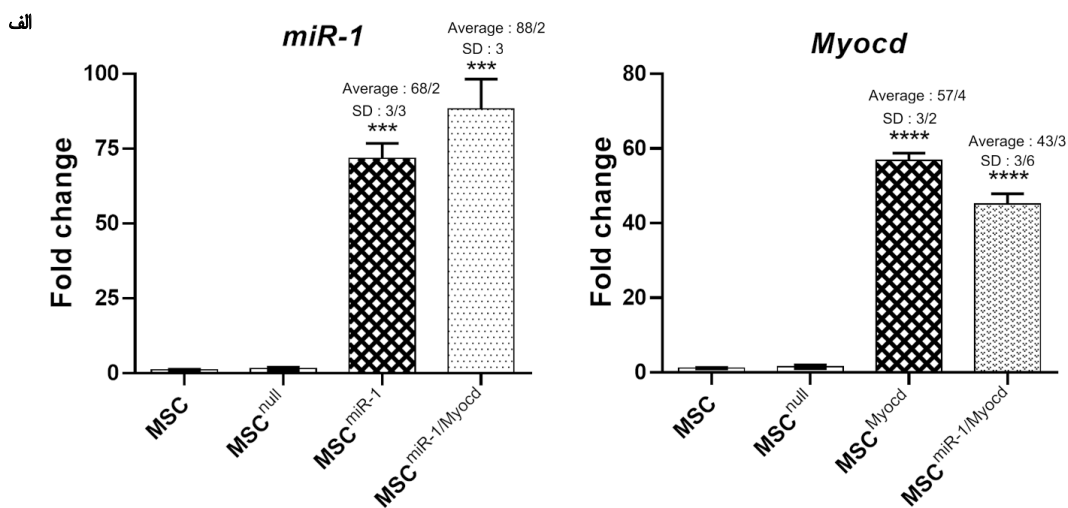 الف
miR-1
Average : 68/2
SD : 3/3
***
Average : 88/2
SD : 3
***
Fold change
100
75
50
25
0
MSC
MSCnull
MSCmiR-1
MSCmiR-1/Myocd
Myocd
Average : 57/4
SD : 3/2
****
Average : 43/3
SD : 3/6
****
Fold change
80
60
40
20
0
MSC
MSCnull
MSCMyocd
MSCmiR-1/Myocd